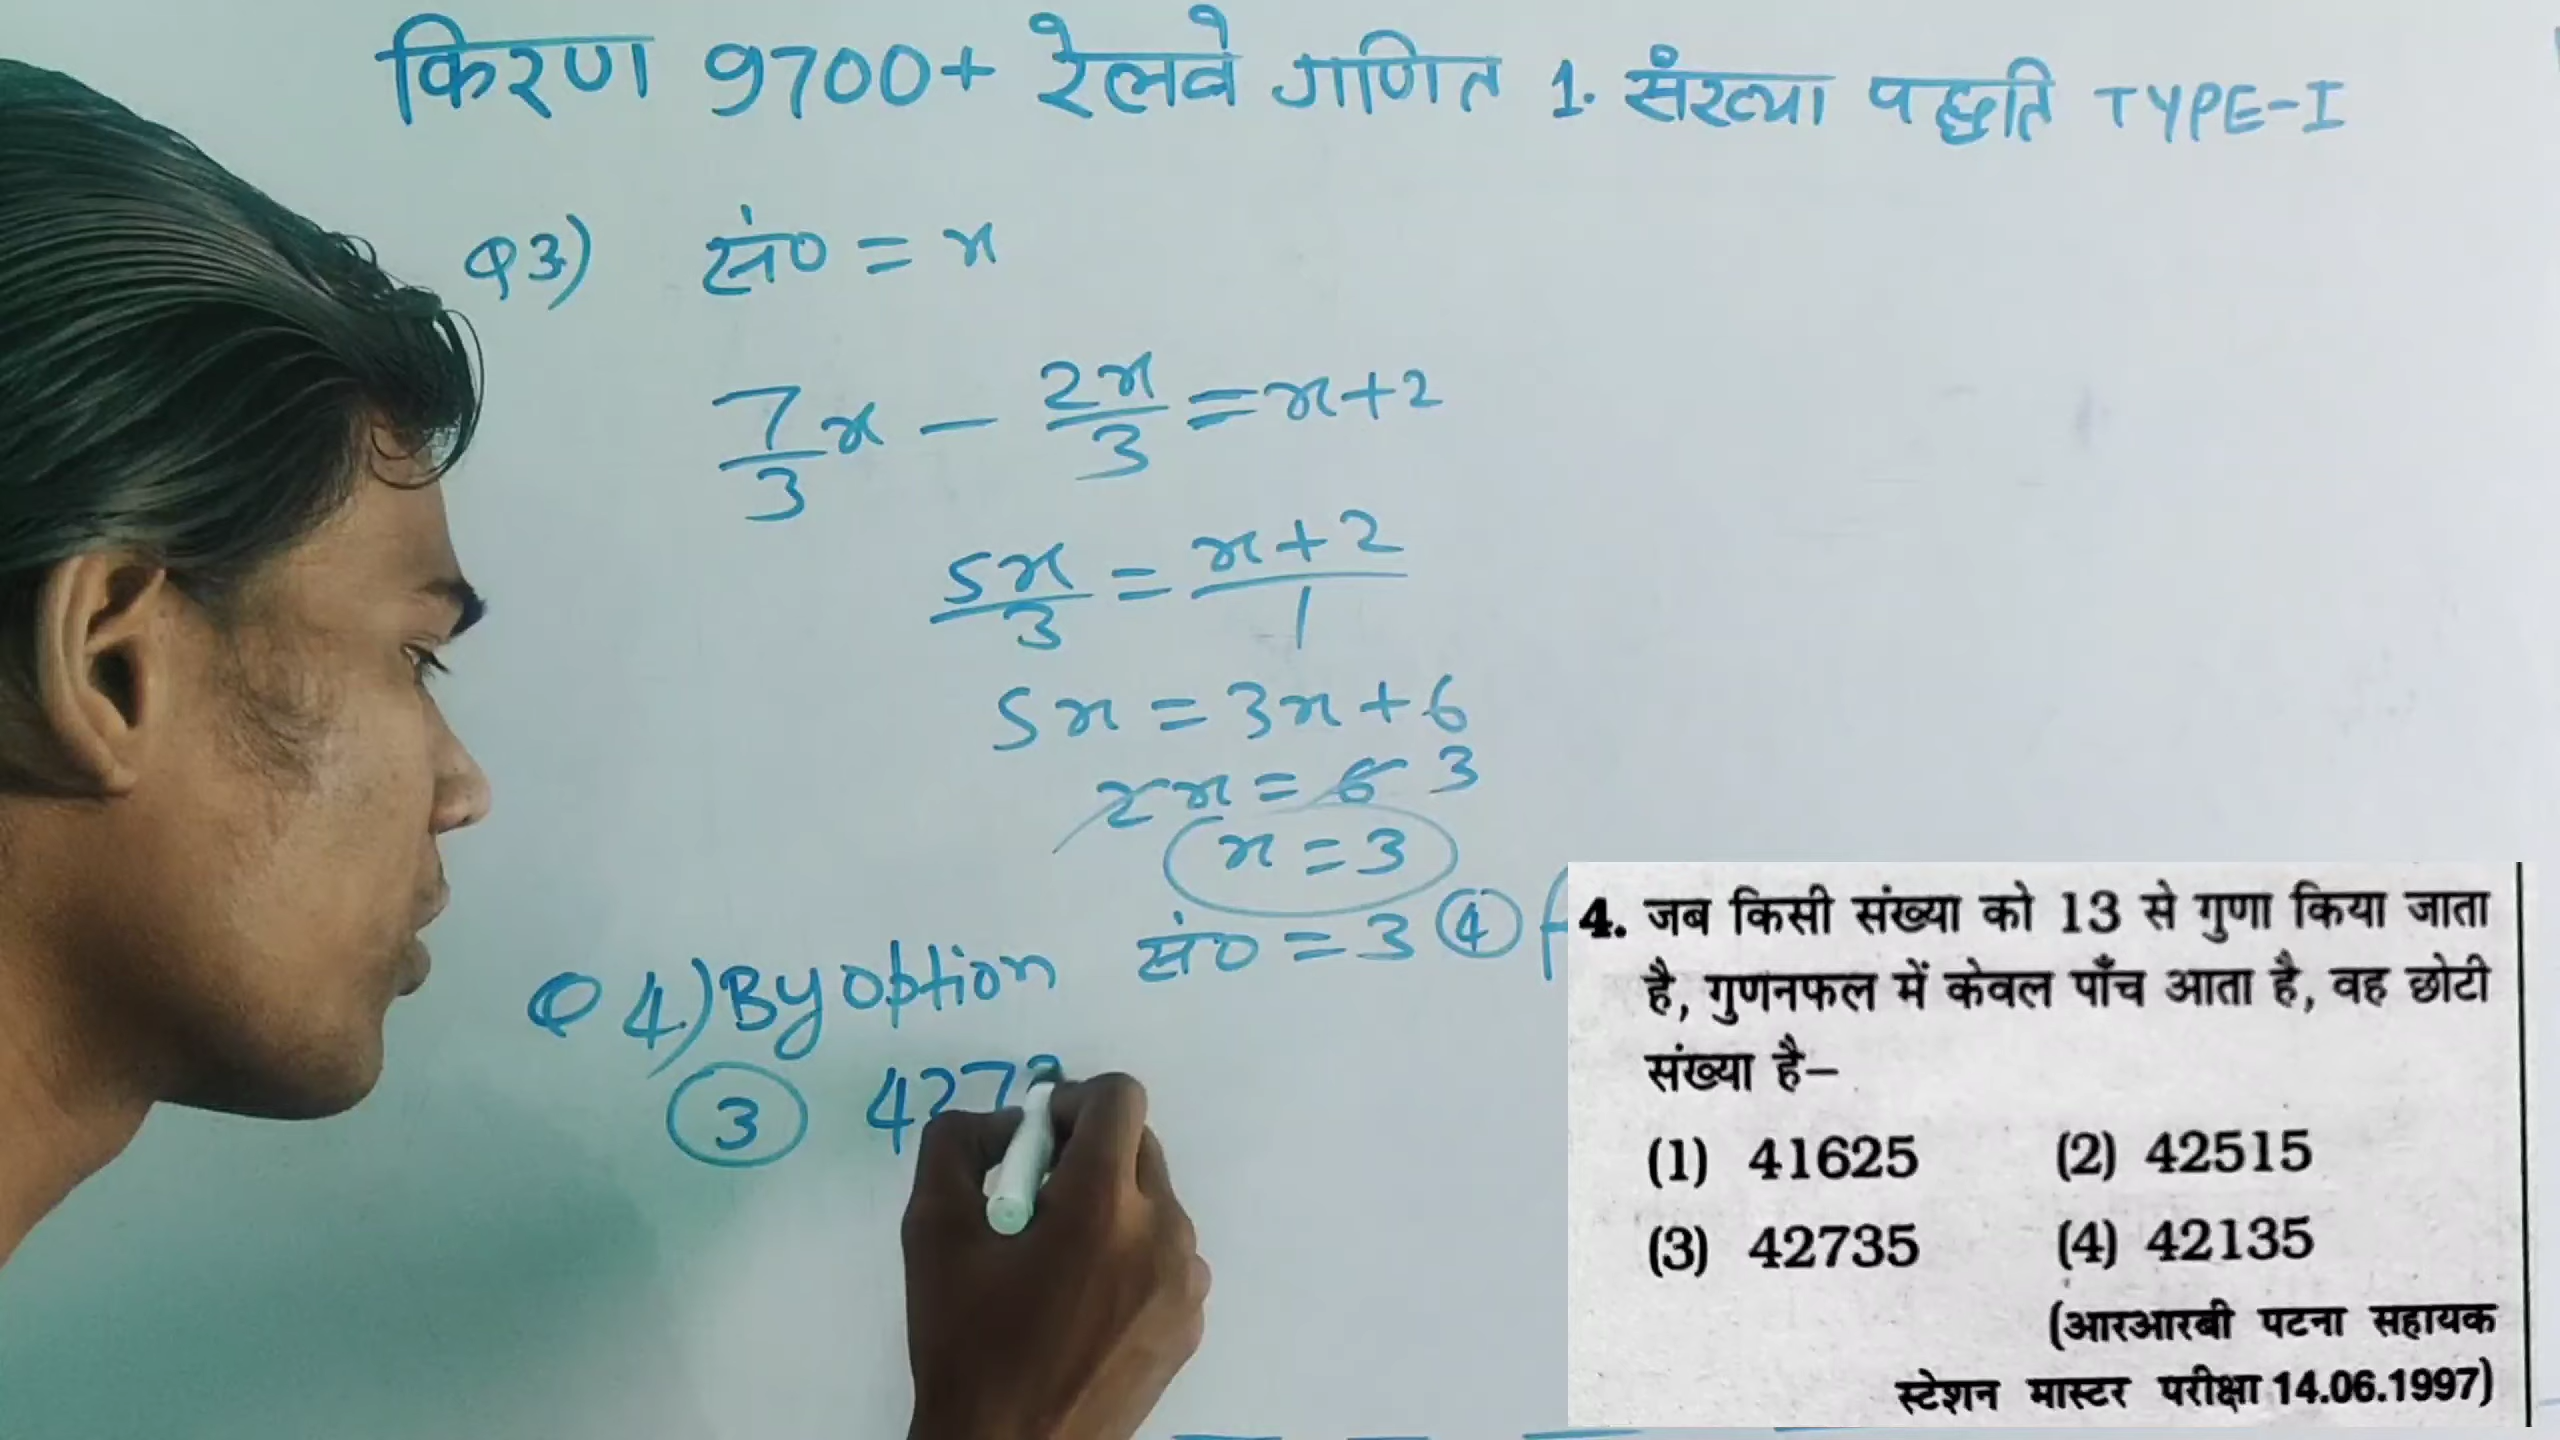 किरण 9700+ रेलवे गणित 1. संख्या पद्धति TYPE-I
Q3) सं० = x
7/3 x - 2x/3 = x+2
5x/3 = x+2/1
5x = 3x+6
2x = 6 3
x = 3
सं० = 3 (4)
Q 4) By option
(3) 427
4. जब किसी संख्या को 13 से गुणा किया जाता
है, गुणनफल में केवल पाँच आता है, वह छोटी
संख्या है–
(1) 41625 (2) 42515
(3) 42735 (4) 42135
(आरआरबी पटना सहायक
स्टेशन मास्टर परीक्षा 14.06.1997)